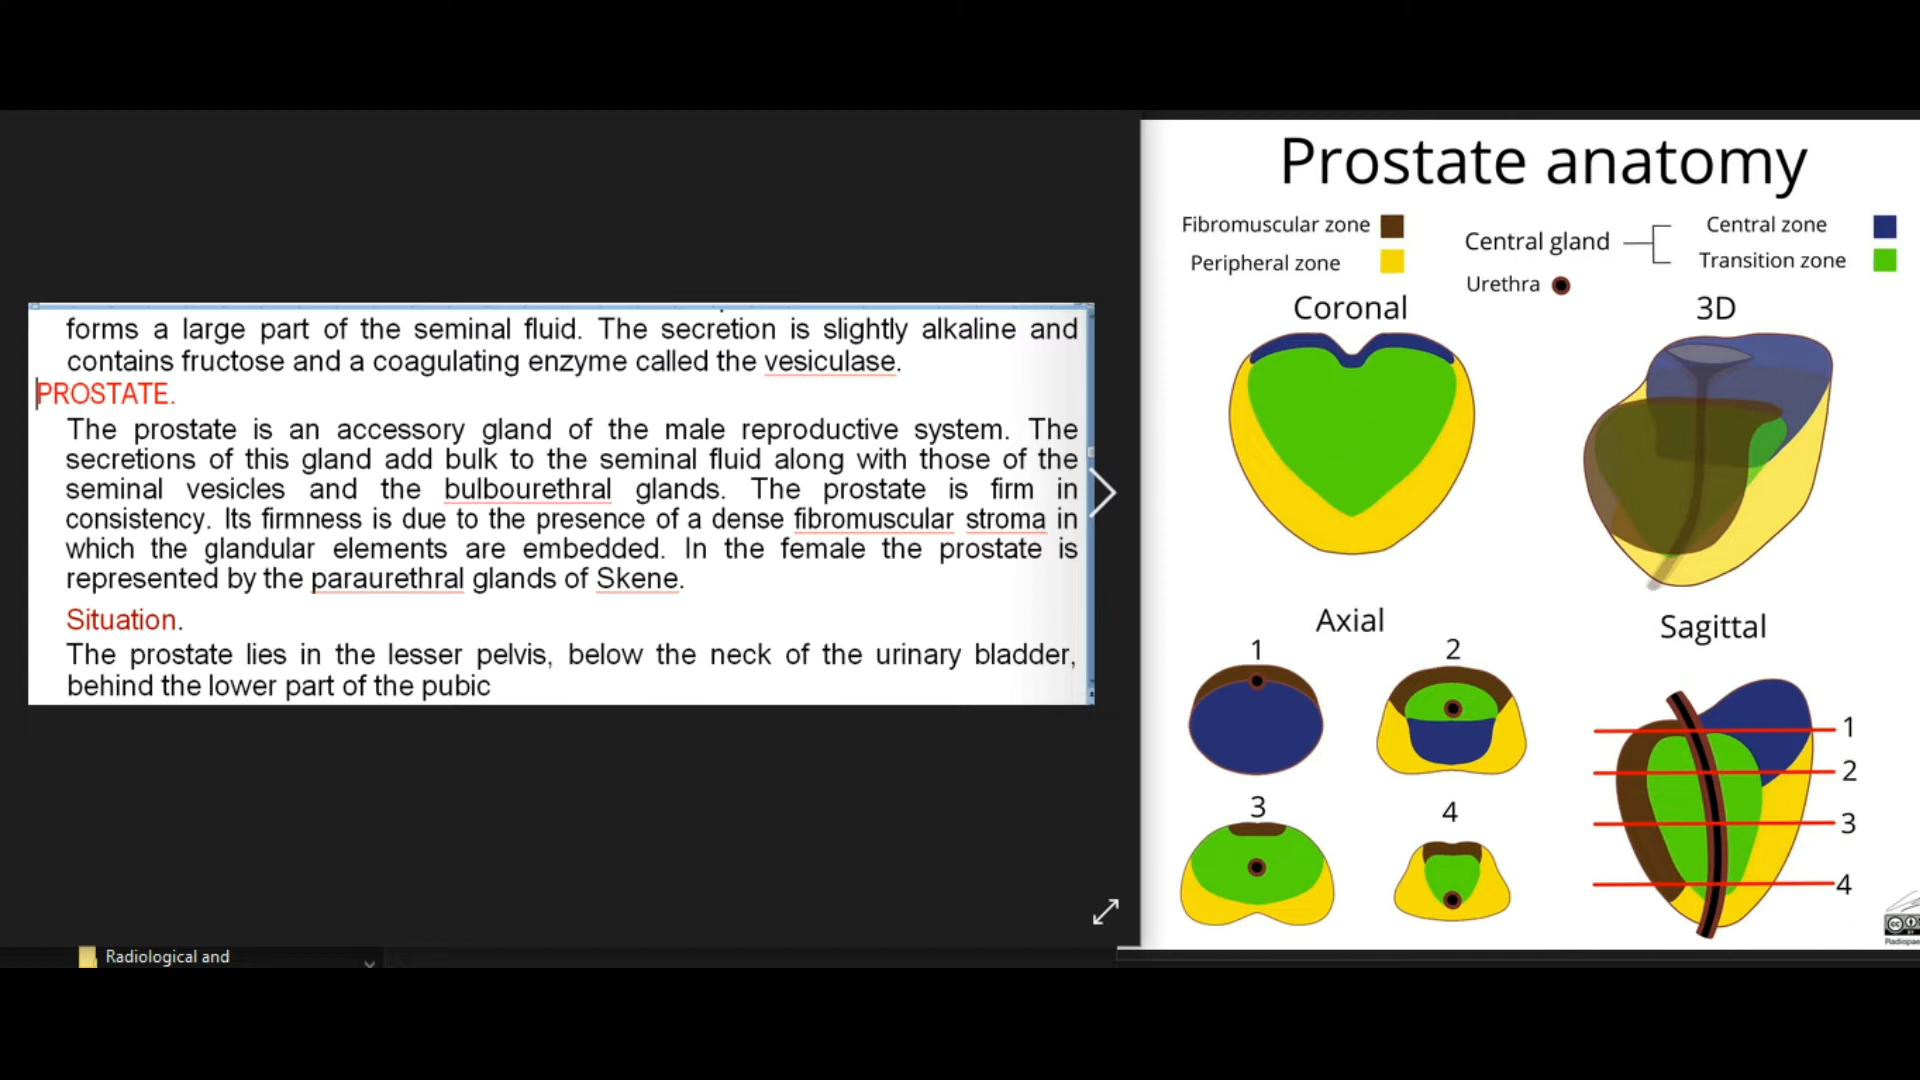 forms a large part of the seminal fluid. The secretion is slightly alkaline and
contains fructose and a coagulating enzyme called the vesiculase.
PROSTATE.
The prostate is an accessory gland of the male reproductive system. The
secretions of this gland add bulk to the seminal fluid along with those of the
seminal vesicles and the bulbourethral glands. The prostate is firm in
consistency. Its firmness is due to the presence of a dense fibromuscular stroma in
which the glandular elements are embedded. In the female the prostate is
represented by the paraurethral glands of Skene.
Situation.
The prostate lies in the lesser pelvis, below the neck of the urinary bladder,
behind the lower part of the pubic
Radiological and
Prostate anatomy
Fibromuscular zone
Peripheral zone
Central gland
Central zone
Transition zone
Urethra
Coronal
3D
Axial
1
2
3
4
Sagittal
1
2
3
4